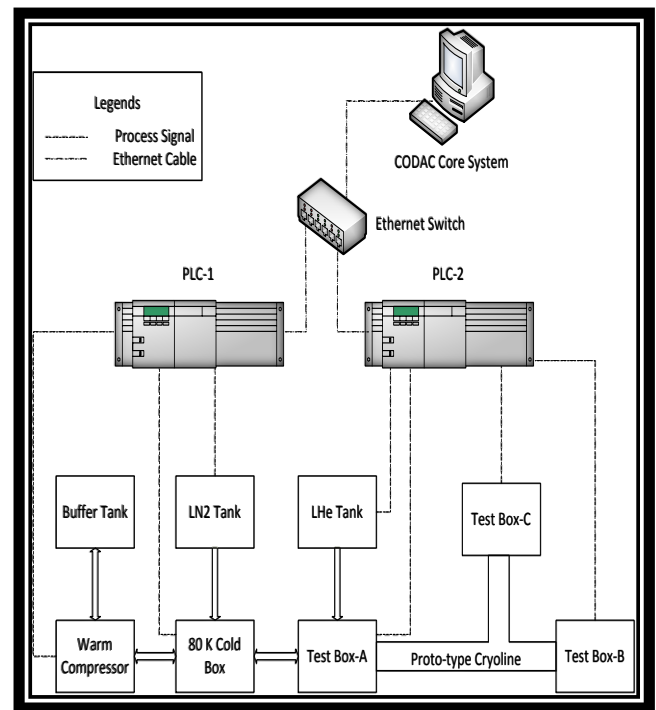 Legends
Process Signal
Ethernet Cable
CODAC Core System
Ethernet Switch
PLC-1
PLC-2
Buffer Tank
LN2 Tank
LHe Tank
Test Box-C
Warm
Compressor
80 K Cold
Box
Test Box-A
Proto-type Cryoline
Test Box-B